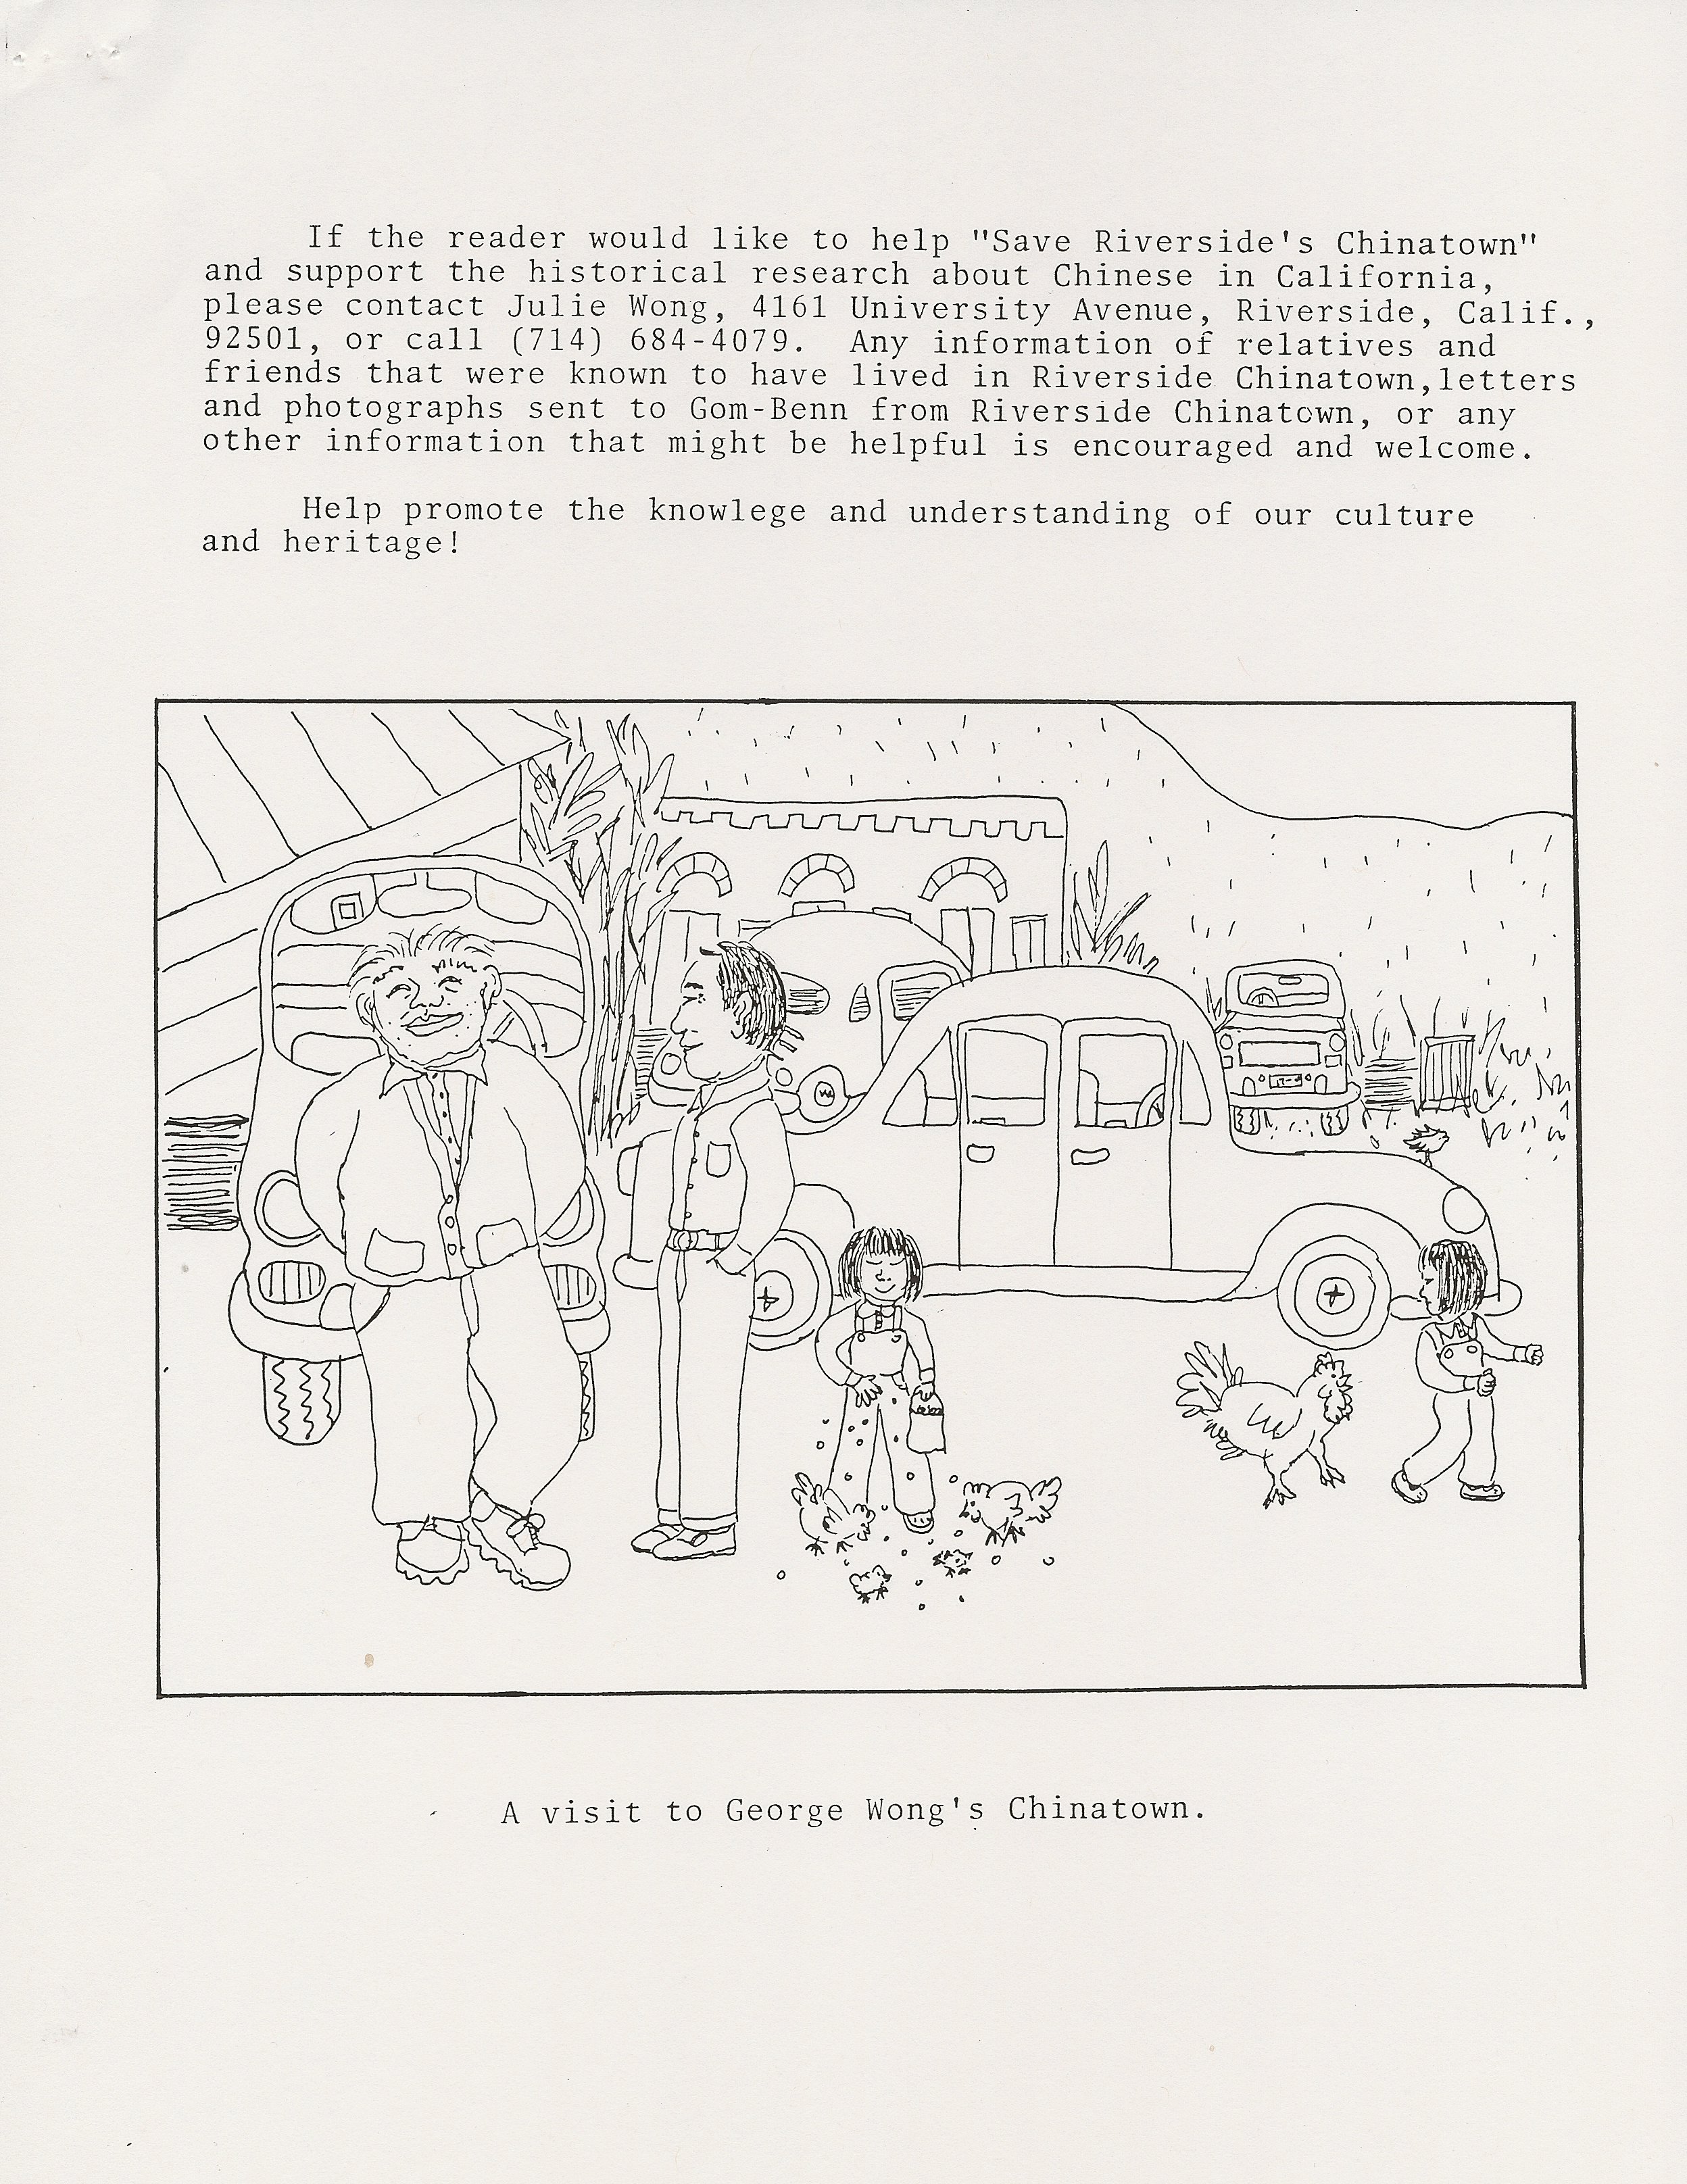 If the reader would like to help "Save Riverside's Chinatown"
and support the historical research about Chinese in California,
please contact Julie Wong, 4161 University Avenue, Riverside, Calif.,
92501, or call (714) 684-4079. Any information of relatives and
friends that were known to have lived in Riverside Chinatown,letters
and photographs sent to Gom-Benn from Riverside Chinatown, or any
other information that might be helpful is encouraged and welcome.
Help promote the knowlege and understanding of our culture
and heritage!
A visit to George Wong's Chinatown.